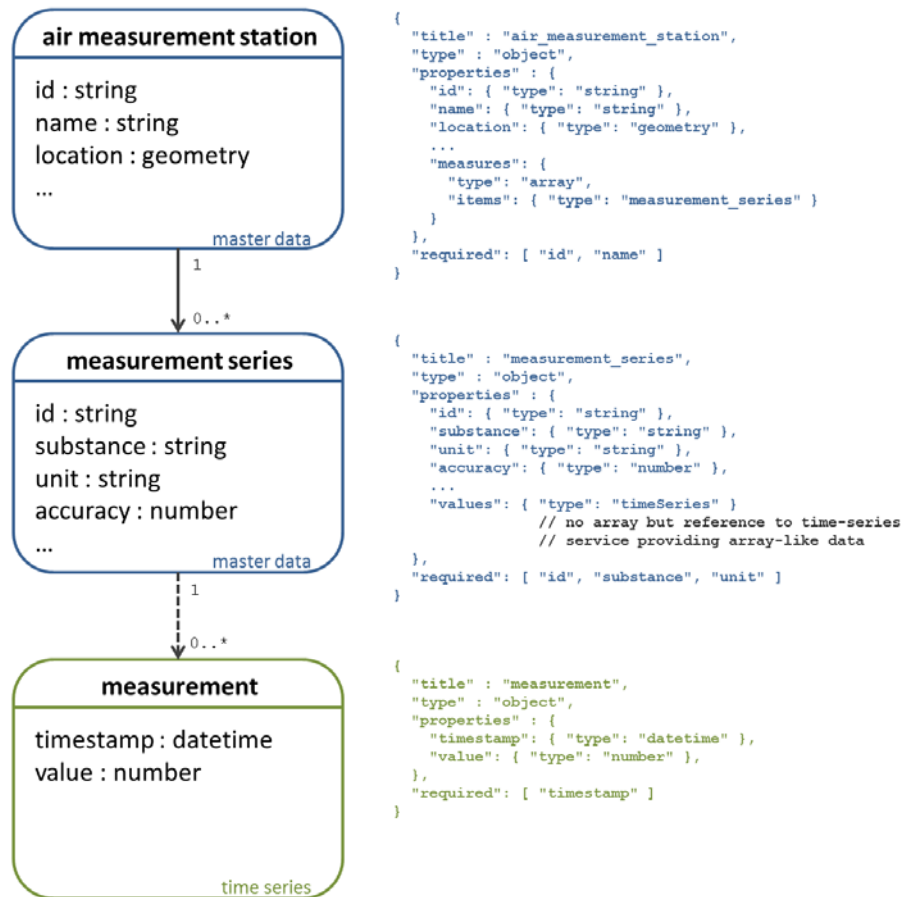 air measurement station
id : string
name : string
location : geometry
...
master data
1
0..*
measurement series
id : string
substance : string
unit : string
accuracy : number
...
master data
1
0..*
measurement
timestamp : datetime
value : number
time series
{
"title" : "air_measurement_station",
"type" : "object",
"properties" : {
"id": { "type": "string" },
"name": { "type": "string" },
"location": { "type": "geometry" },
...
"measures": {
"type": "array",
"items": { "type": "measurement_series" }
}
},
"required": [ "id", "name" ]
}
{
"title" : "measurement_series",
"type" : "object",
"properties" : {
"id": { "type": "string" },
"substance": { "type": "string" },
"unit": { "type": "string" },
"accuracy": { "type": "number" },
...
"values": { "type": "timeSeries" }
// no array but reference to time-series
// service providing array-like data
},
"required": [ "id", "substance", "unit" ]
}
{
"title" : "measurement",
"type" : "object",
"properties" : {
"timestamp": { "type": "datetime" },
"value": { "type": "number" },
},
"required": [ "timestamp" ]
}